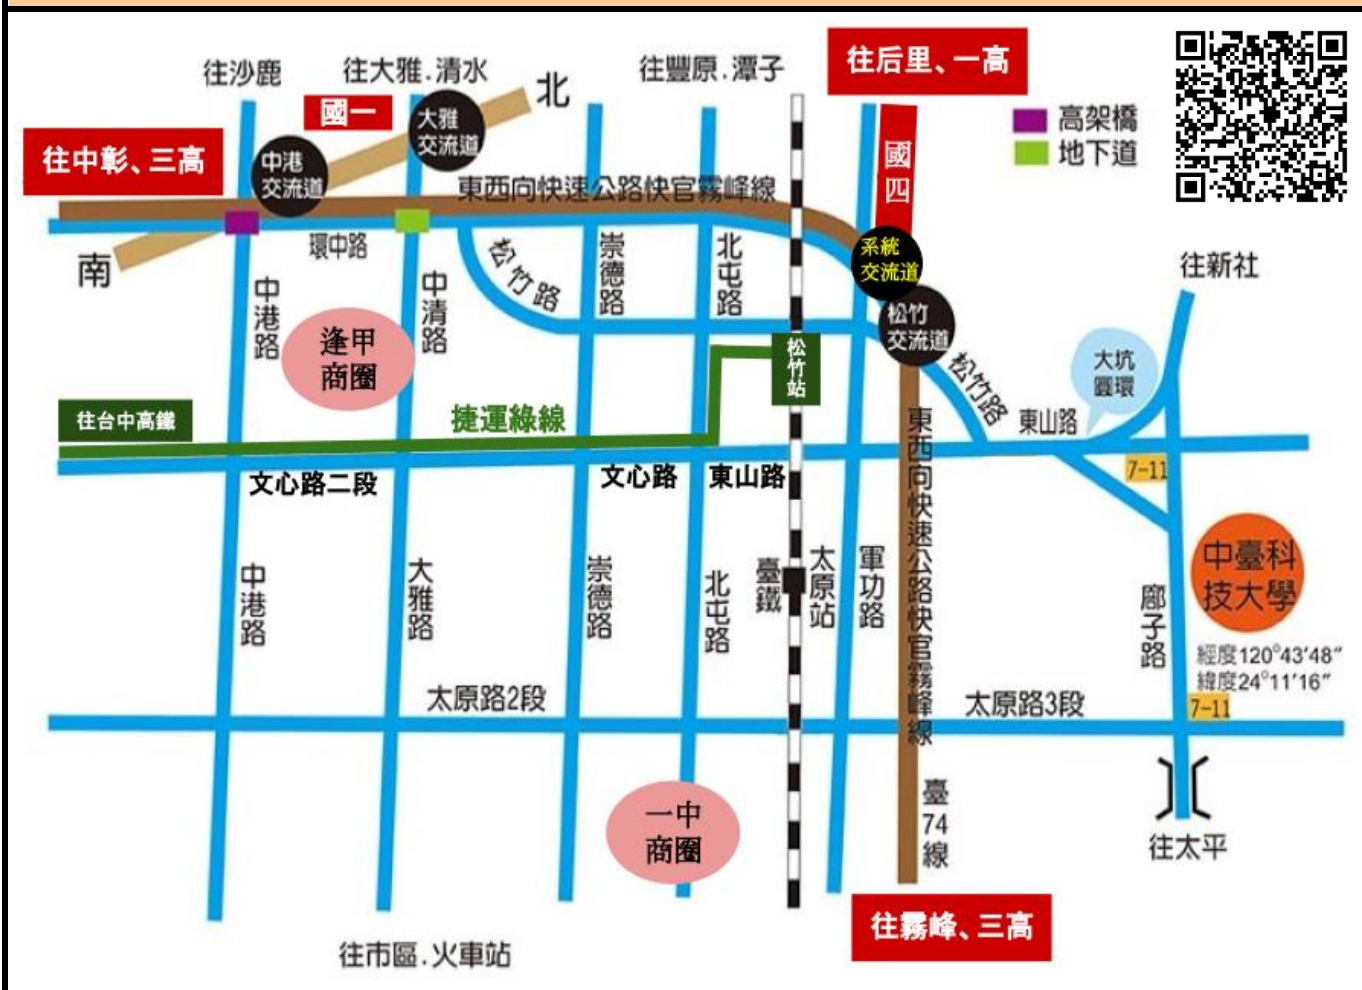 往后里、一高
往沙鹿
往大雅.清水
往豐原.潭子
國一
北
大雅
交流道
高架橋
地下道
往中彰、三高
中港
交流道
國四
東西向快速公路快官霧峰線
南
環中路
松竹路
崇德路
北屯路
系統
交流道
往新社
中港路
中清路
松竹
交流道
逢甲
商圈
松竹站
松竹路
大坑
圓環
往台中高鐵
捷運綠線
東山路
東西向快速公路快官霧峰線
7-11
文心路二段
文心路
東山路
中臺科
技大學
中港路
大雅路
崇德路
北屯路
臺鐵
太原站
軍功路
廍子路
經度120°43'48"
緯度24°11'16"
7-11
太原路2段
太原路3段
一中
商圈
臺74線
往太平
往霧峰、三高
往市區.火車站